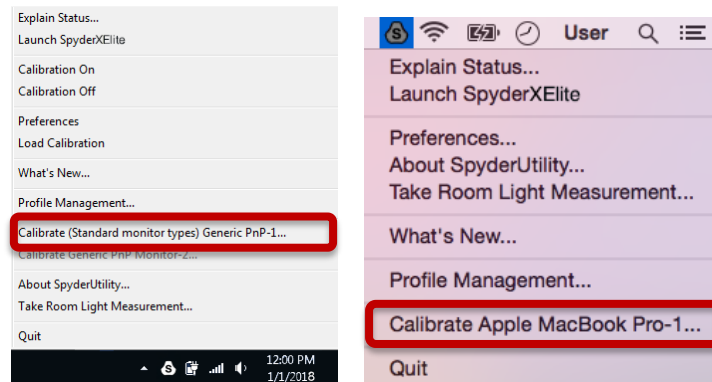 Explain Status...
Launch SpyderXElite
Calibration On
Calibration Off
Preferences
Load Calibration
What's New...
Profile Management...
Calibrate (Standard monitor types) Generic PnP-1...
Calibrate Generic PnP Monitor-2...
About SpyderUtility...
Take Room Light Measurement...
Quit
12:00 PM
1/1/2018
S User
Explain Status...
Launch SpyderXElite
Preferences...
About SpyderUtility...
Take Room Light Measurement...
What's New...
Profile Management...
Calibrate Apple MacBook Pro-1...
Quit